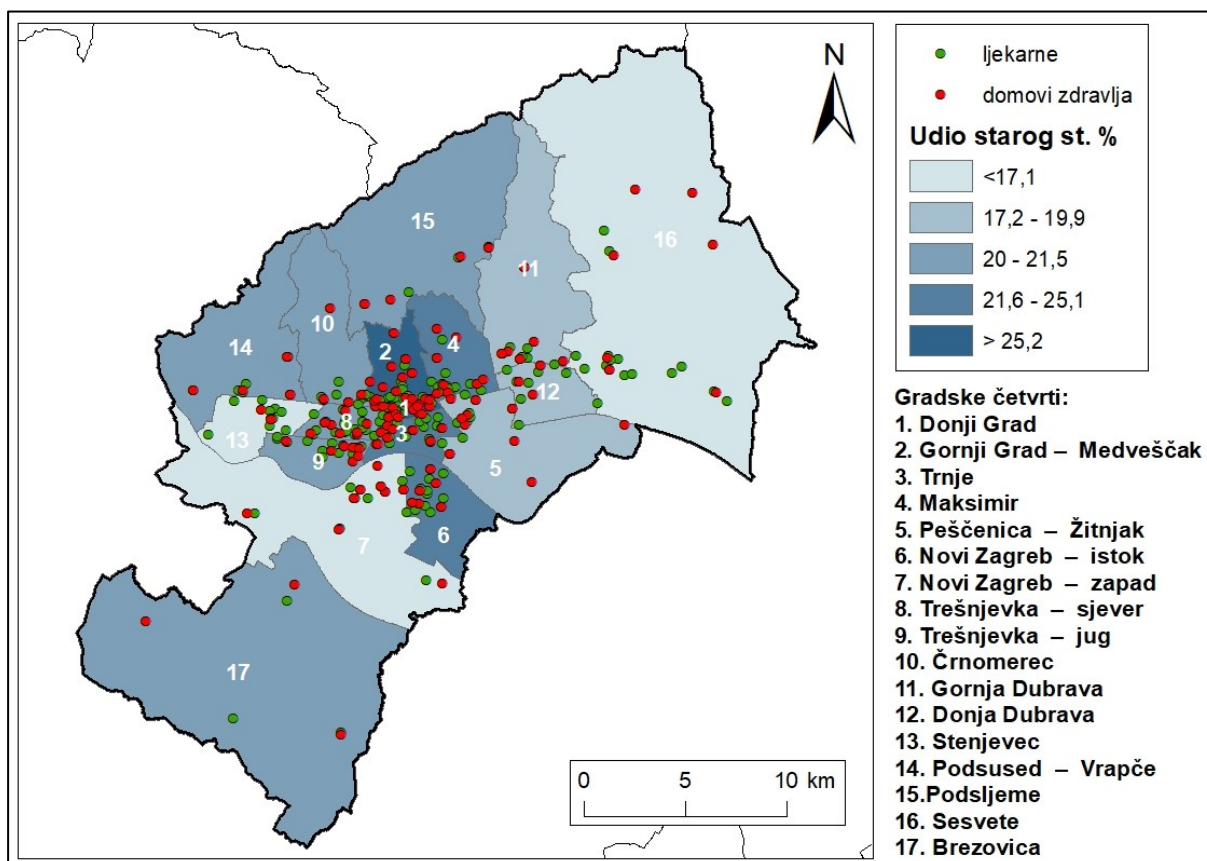 N
15
16
11
10
2
4
14
12
1
8
3
13
9
5
6
7
17
0 5 10 km
ljekarne
domovi zdravlja
Udio starog st. %
<17,1
17,2 - 19,9
20 - 21,5
21,6 - 25,1
> 25,2
Gradske četvrti:
1. Donji Grad
2. Gornji Grad – Medveščak
3. Trnje
4. Maksimir
5. Peščenica – Žitnjak
6. Novi Zagreb – istok
7. Novi Zagreb – zapad
8. Trešnjevka – sjever
9. Trešnjevka – jug
10. Črnomerec
11. Gornja Dubrava
12. Donja Dubrava
13. Stenjevec
14. Podsused – Vrapče
15.Podsljeme
16. Sesvete
17. Brezovica